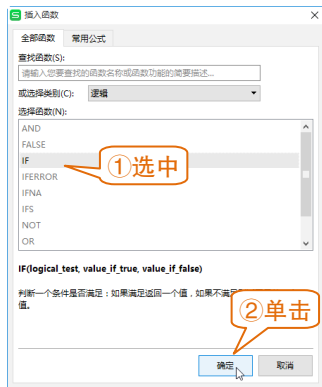 S 插入函数
全部函数 常用公式
查找函数(S):
请输入您要查找的函数名称或函数功能的简要描述...
或选择类别(C): 逻辑
选择函数(N):
AND
FALSE
IF
IFERROR
IFNA
IFS
NOT
OR
①选中
IF(logical_test, value_if_true, value_if_false)
判断一个条件是否满足：如果满足返回一个值，如果不满足
值。
②单击
确定 取消